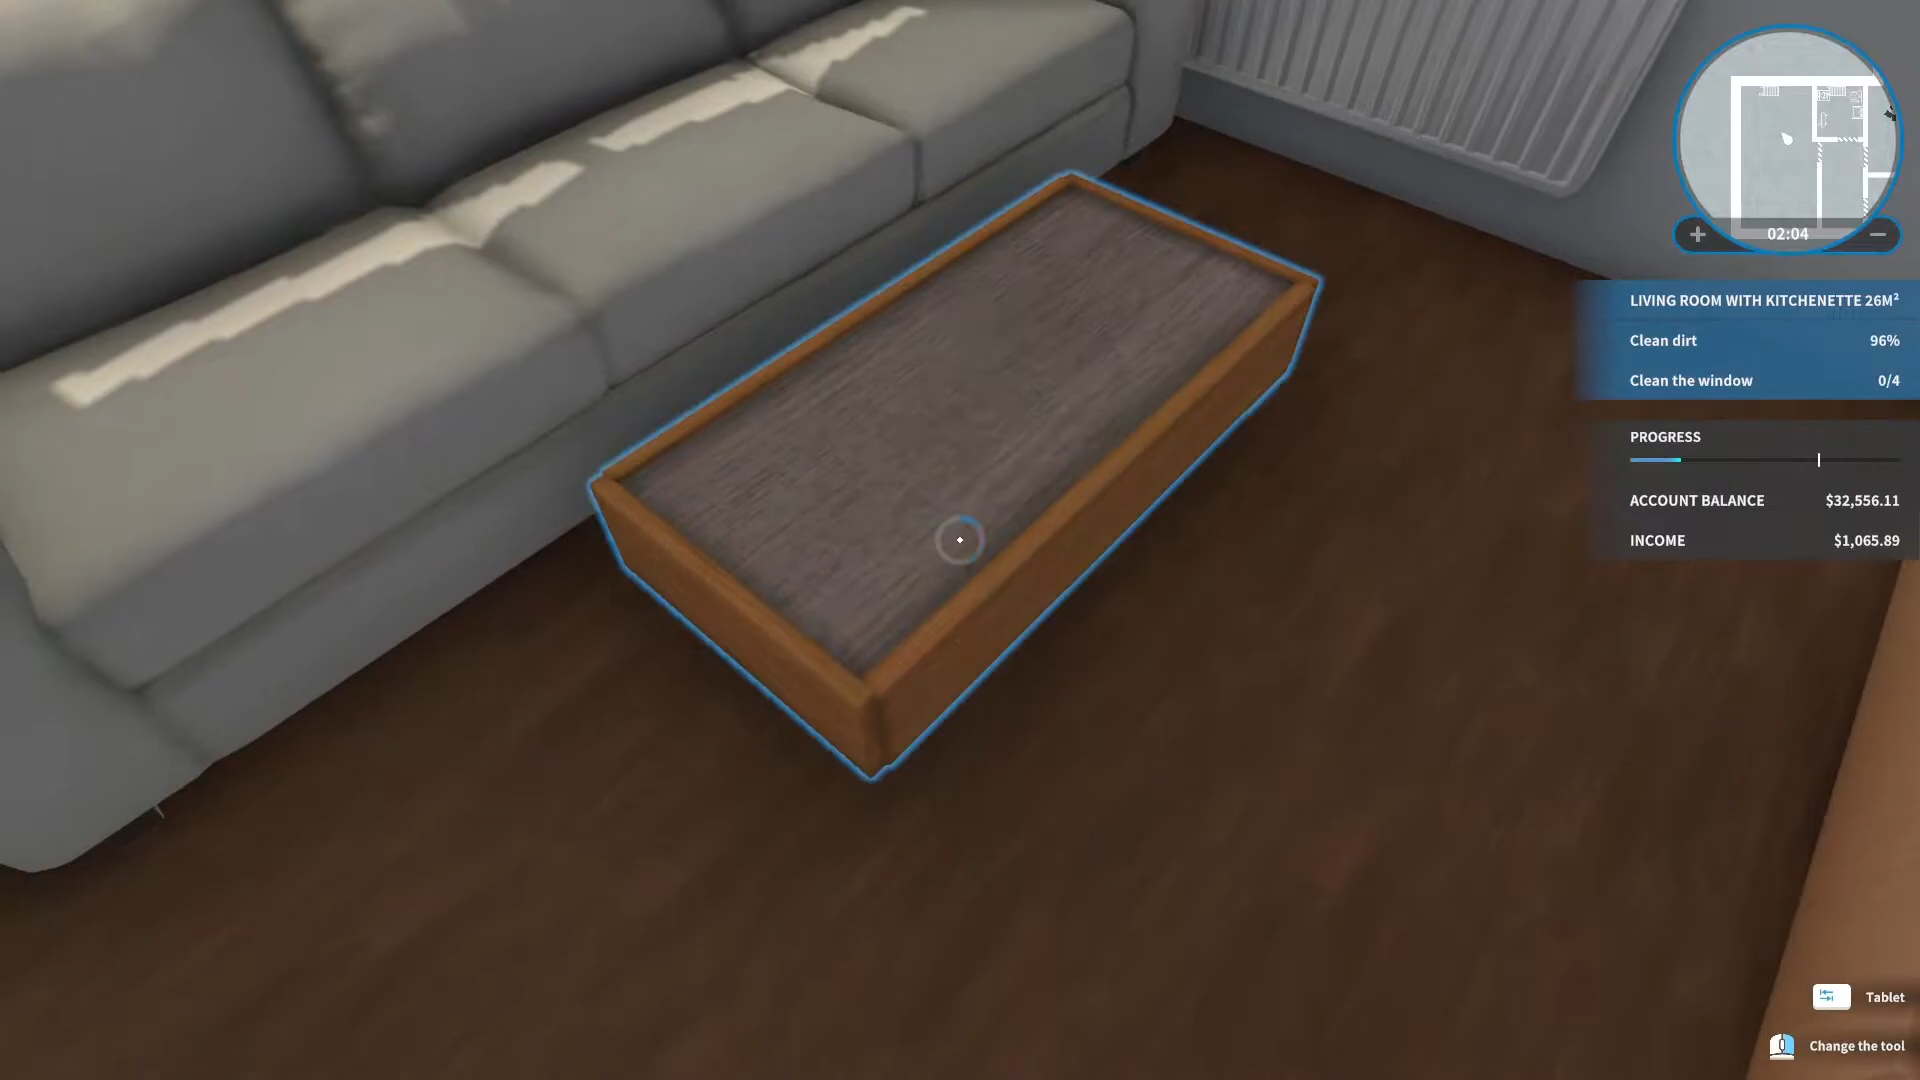 02:04
LIVING ROOM WITH KITCHENETTE 26M²
Clean dirt 96%
Clean the window 0/4
PROGRESS
ACCOUNT BALANCE $32,556.11
INCOME $1,065.89
Tablet
Change the tool